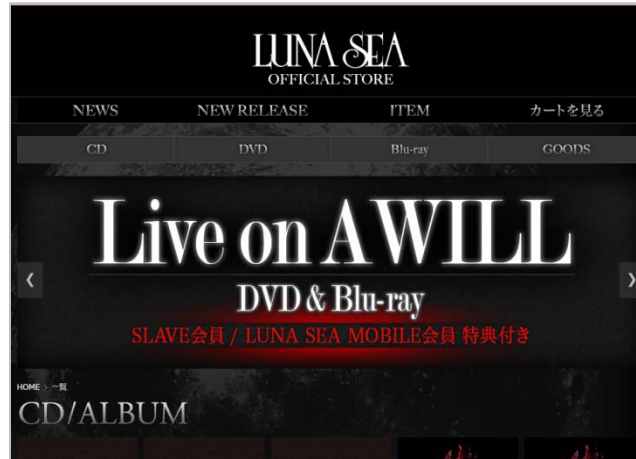 LUNA SEA
OFFICIAL STORE
NEWS NEW RELEASE ITEM カートを見る
CD DVD Blu-ray GOODS
Live on A WILL
DVD & Blu-ray
SLAVE会員 / LUNA SEA MOBILE会員 特典付き
HOME > 一覧
CD/ALBUM